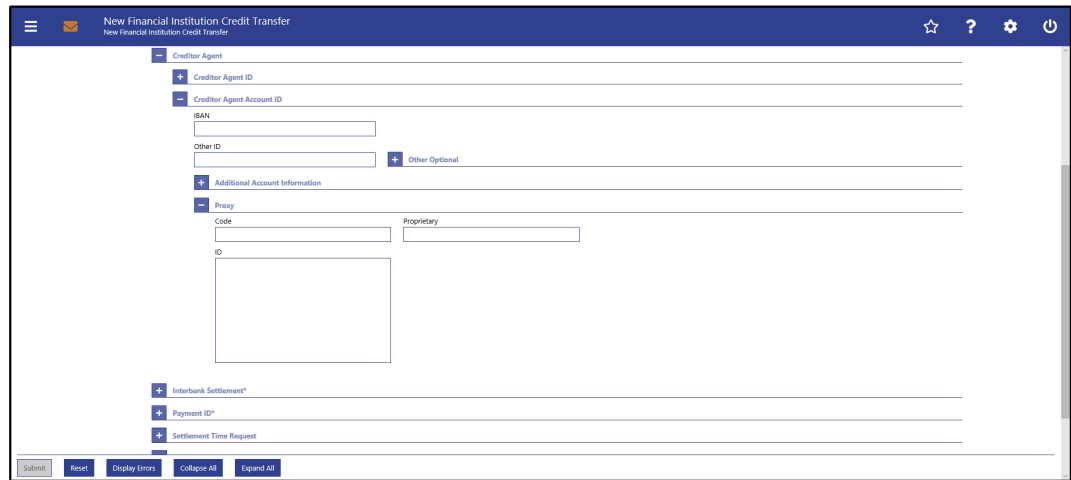 New Financial Institution Credit Transfer
New Financial Institution Credit Transfer
Creditor Agent
Creditor Agent ID
Creditor Agent Account ID
IBAN
Other ID
Other Optional
Additional Account Information
Proxy
Code Proprietary
ID
Interbank Settlement*
Payment ID*
Settlement Time Request
Submit Reset Display Errors Collapse All Expand All